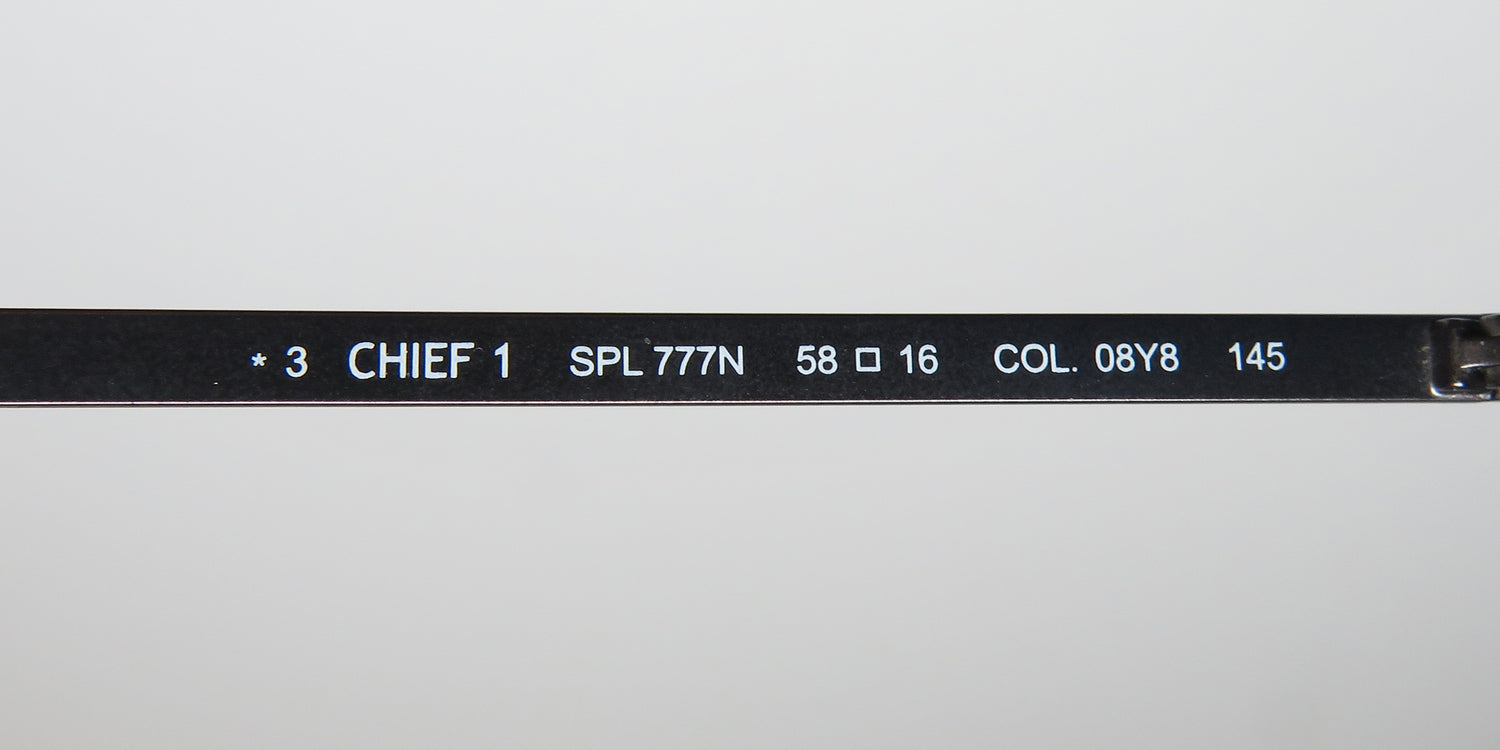 * 3 CHIEF 1 SPL 777N 58 □ 16 COL. 08Y8 145